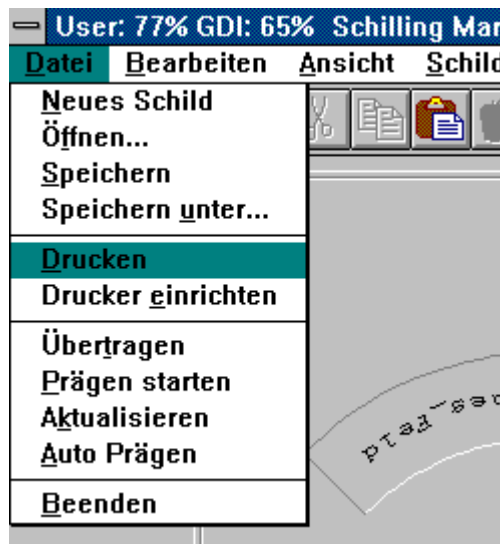 User: 77% GDI: 65% Schilling Mar
Datei Bearbeiten Ansicht Schild
Neues Schild
Öffnen...
Speichern
Speichern unter...
Drucken
Drucker einrichten
Übertragen
Prägen starten
Aktualisieren
Auto Prägen
Beenden